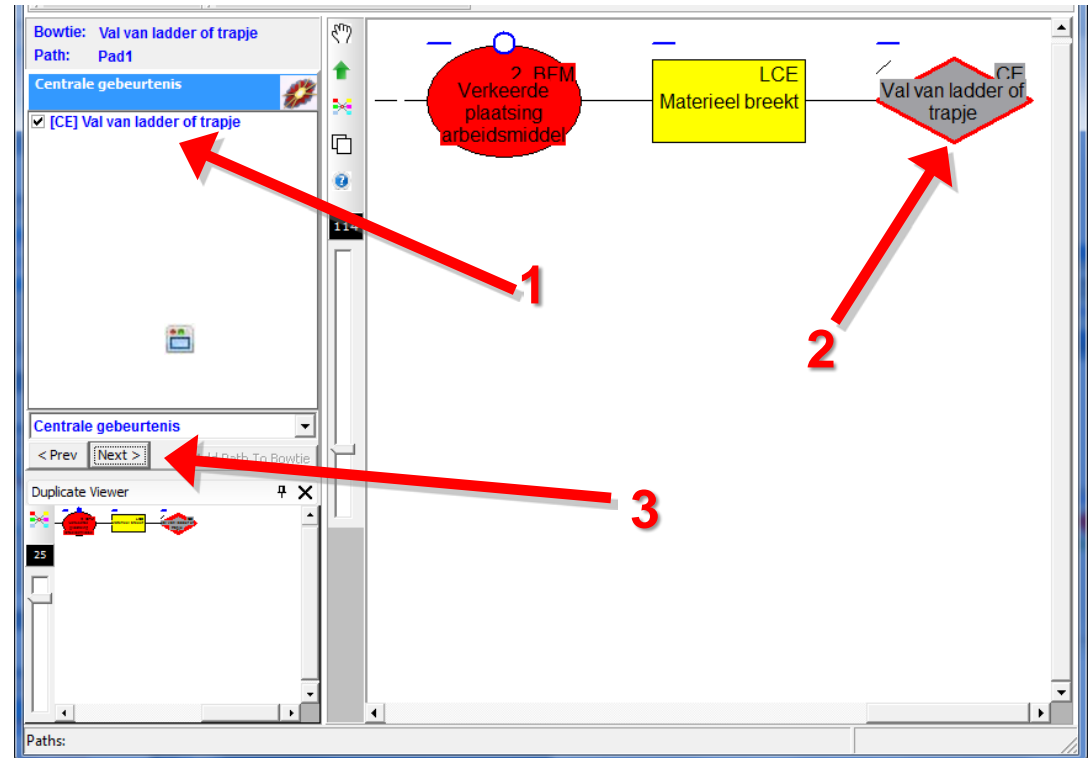 Bowtie: Val van ladder of trapje
Path: Pad1
Centrale gebeurtenis
[CE] Val van ladder of trapje
Centrale gebeurtenis
< Prev
Next >
Path To Bowtie
Duplicate Viewer
25
114
2 BFM
Verkeerde
plaatsing
arbeidsmiddel
LCE
Materieel breekt
CE
Val van ladder of
trapje
1
2
3
Paths: